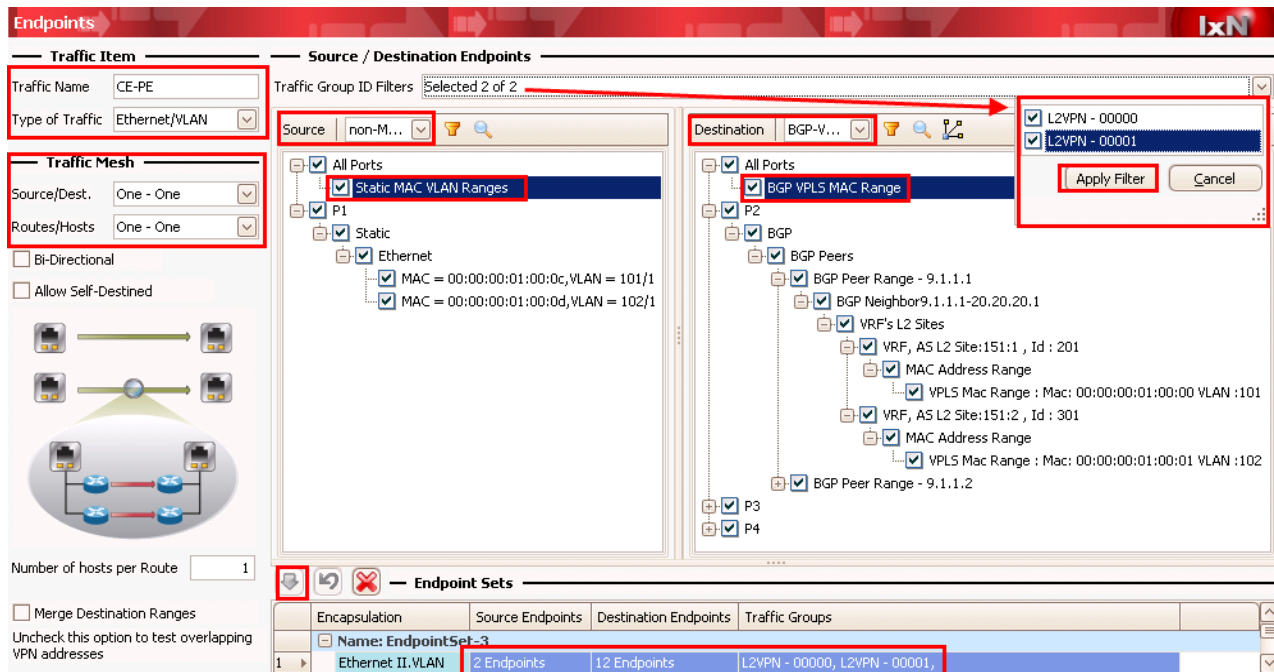 Endpoints
IxN
Traffic Item
Traffic Name CE-PE
Type of Traffic Ethernet/VLAN
Traffic Mesh
Source/Dest. One - One
Routes/Hosts One - One
Bi-Directional
Allow Self-Destined
Number of hosts per Route 1
Merge Destination Ranges
Uncheck this option to test overlapping
VPN addresses
Source / Destination Endpoints
Traffic Group ID Filters Selected 2 of 2
L2VPN - 00000
L2VPN - 00001
Apply Filter Cancel
Source non-M...
All Ports
Static MAC VLAN Ranges
P1
Static
Ethernet
MAC = 00:00:00:01:00:0c,VLAN = 101/1
MAC = 00:00:00:01:00:0d,VLAN = 102/1
Destination BGP-V...
All Ports
BGP VPLS MAC Range
P2
BGP
BGP Peers
BGP Peer Range - 9.1.1.1
BGP Neighbor9.1.1.1-20.20.20.1
VRF's L2 Sites
VRF, AS L2 Site:151:1 , Id : 201
MAC Address Range
VPLS Mac Range : Mac: 00:00:00:01:00:00 VLAN :101
VRF, AS L2 Site:151:2 , Id : 301
MAC Address Range
VPLS Mac Range : Mac: 00:00:00:01:00:01 VLAN :102
BGP Peer Range - 9.1.1.2
P3
P4
Endpoint Sets
Encapsulation Source Endpoints Destination Endpoints Traffic Groups
Name: EndpointSet-3
1 Ethernet II.VLAN 2 Endpoints 12 Endpoints L2VPN - 00000, L2VPN - 00001,